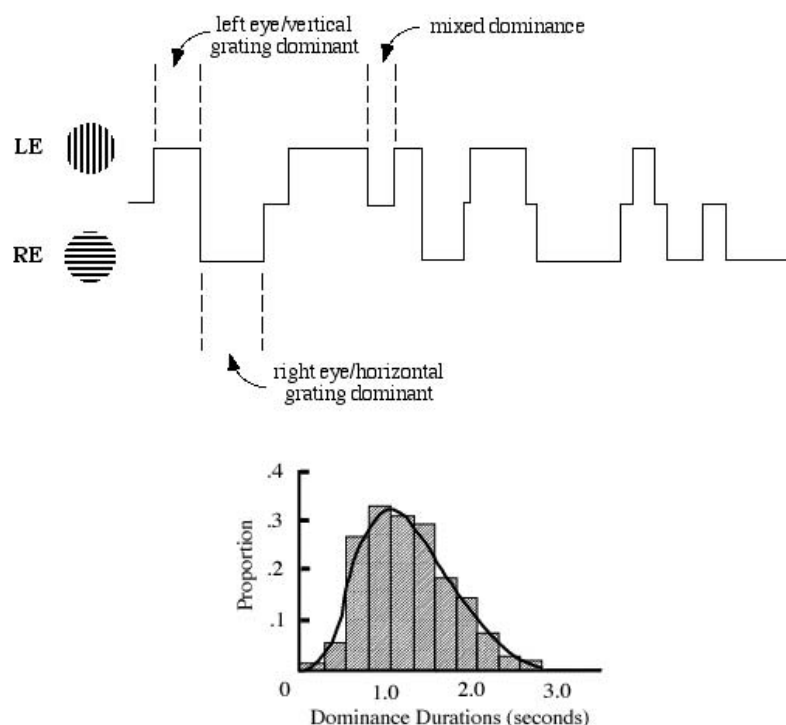 left eye/vertical
grating dominant
mixed dominance
LE
RE
right eye/horizontal
grating dominant
.4
.3
.2
.1
Proportion
0
1.0
2.0
3.0
Dominance Durations (seconds)